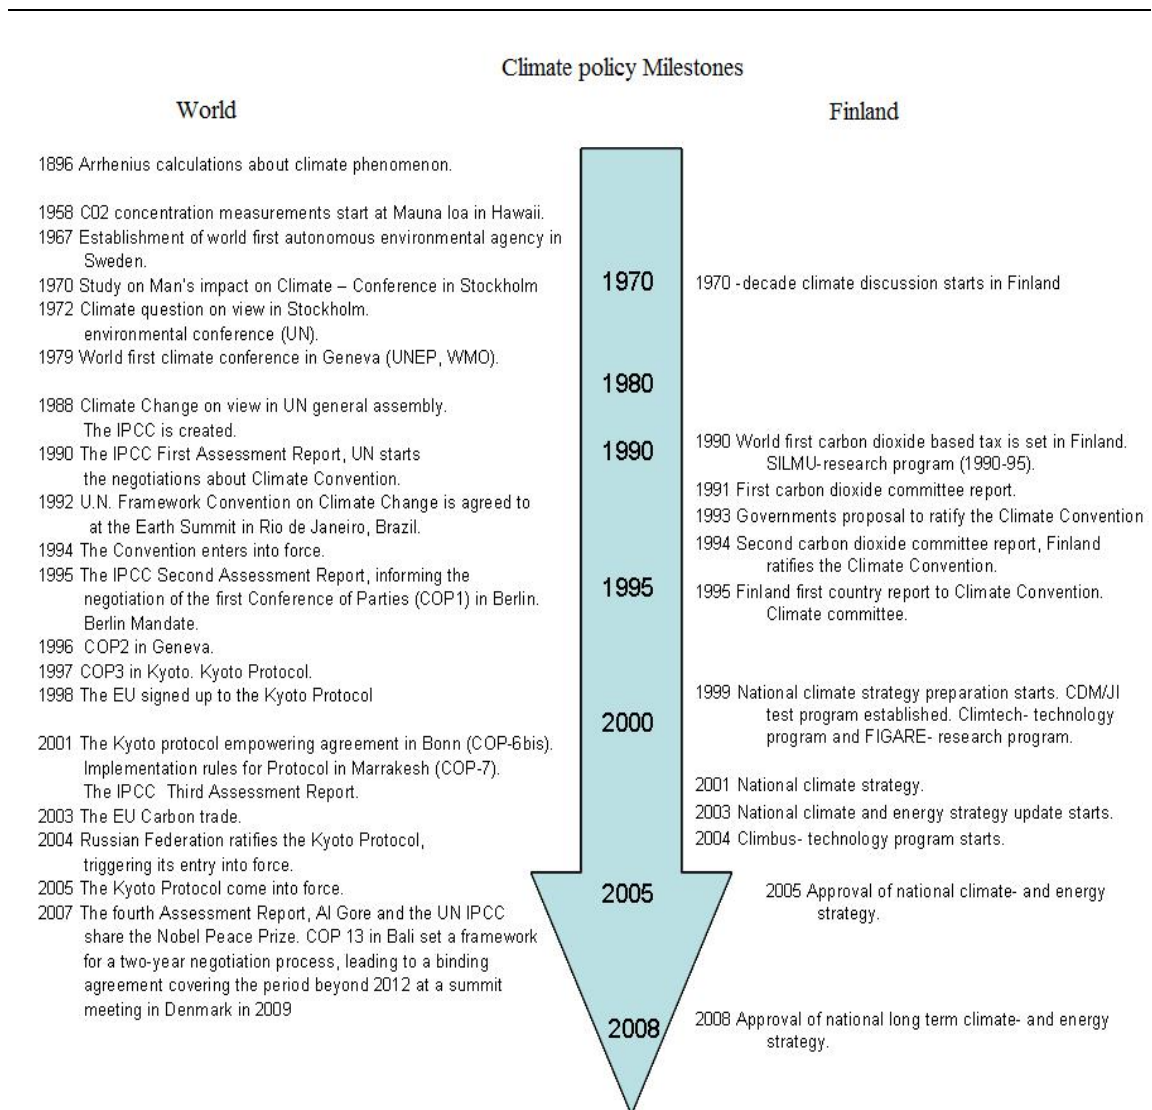 Climate policy Milestones
World
Finland
1896 Arrhenius calculations about climate phenomenon.
1958 C02 concentration measurements start at Mauna loa in Hawaii.
1967 Establishment of world first autonomous environmental agency in
Sweden.
1970 Study on Man's impact on Climate – Conference in Stockholm
1972 Climate question on view in Stockholm.
environmental conference (UN).
1979 World first climate conference in Geneva (UNEP, WMO).
1988 Climate Change on view in UN general assembly.
The IPCC is created.
1990 The IPCC First Assessment Report, UN starts
the negotiations about Climate Convention.
1992 U.N. Framework Convention on Climate Change is agreed to
at the Earth Summit in Rio de Janeiro, Brazil.
1994 The Convention enters into force.
1995 The IPCC Second Assessment Report, informing the
negotiation of the first Conference of Parties (COP1) in Berlin.
Berlin Mandate.
1996 COP2 in Geneva.
1997 COP3 in Kyoto. Kyoto Protocol.
1998 The EU signed up to the Kyoto Protocol
2001 The Kyoto protocol empowering agreement in Bonn (COP-6bis).
Implementation rules for Protocol in Marrakesh (COP-7).
The IPCC Third Assessment Report.
2003 The EU Carbon trade.
2004 Russian Federation ratifies the Kyoto Protocol,
triggering its entry into force.
2005 The Kyoto Protocol come into force.
2007 The fourth Assessment Report, Al Gore and the UN IPCC
share the Nobel Peace Prize. COP 13 in Bali set a framework
for a two-year negotiation process, leading to a binding
agreement covering the period beyond 2012 at a summit
meeting in Denmark in 2009
1970
1980
1990
1995
2000
2005
2008
1970 -decade climate discussion starts in Finland
1990 World first carbon dioxide based tax is set in Finland.
SILMU-research program (1990-95).
1991 First carbon dioxide committee report.
1993 Governments proposal to ratify the Climate Convention
1994 Second carbon dioxide committee report, Finland
ratifies the Climate Convention.
1995 Finland first country report to Climate Convention.
Climate committee.
1999 National climate strategy preparation starts. CDM/JI
test program established. Climtech- technology
program and FIGARE- research program.
2001 National climate strategy.
2003 National climate and energy strategy update starts.
2004 Climbus- technology program starts.
2005 Approval of national climate- and energy
strategy.
2008 Approval of national long term climate- and energy
strategy.